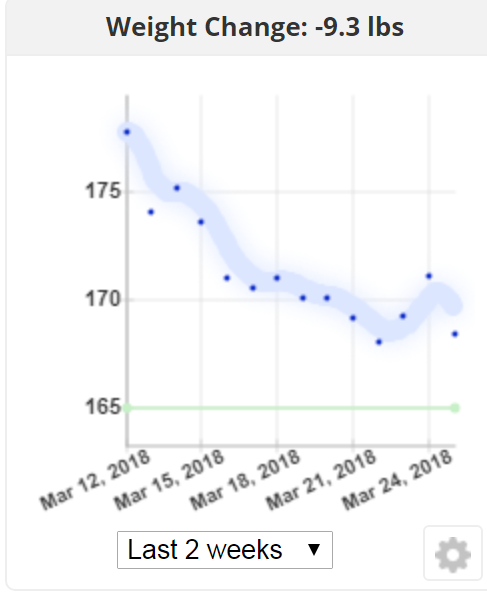 Weight Change: -9.3 lbs
175
170
165
Mar 12, 2018
Mar 15, 2018
Mar 18, 2018
Mar 21, 2018
Mar 24, 2018
Last 2 weeks